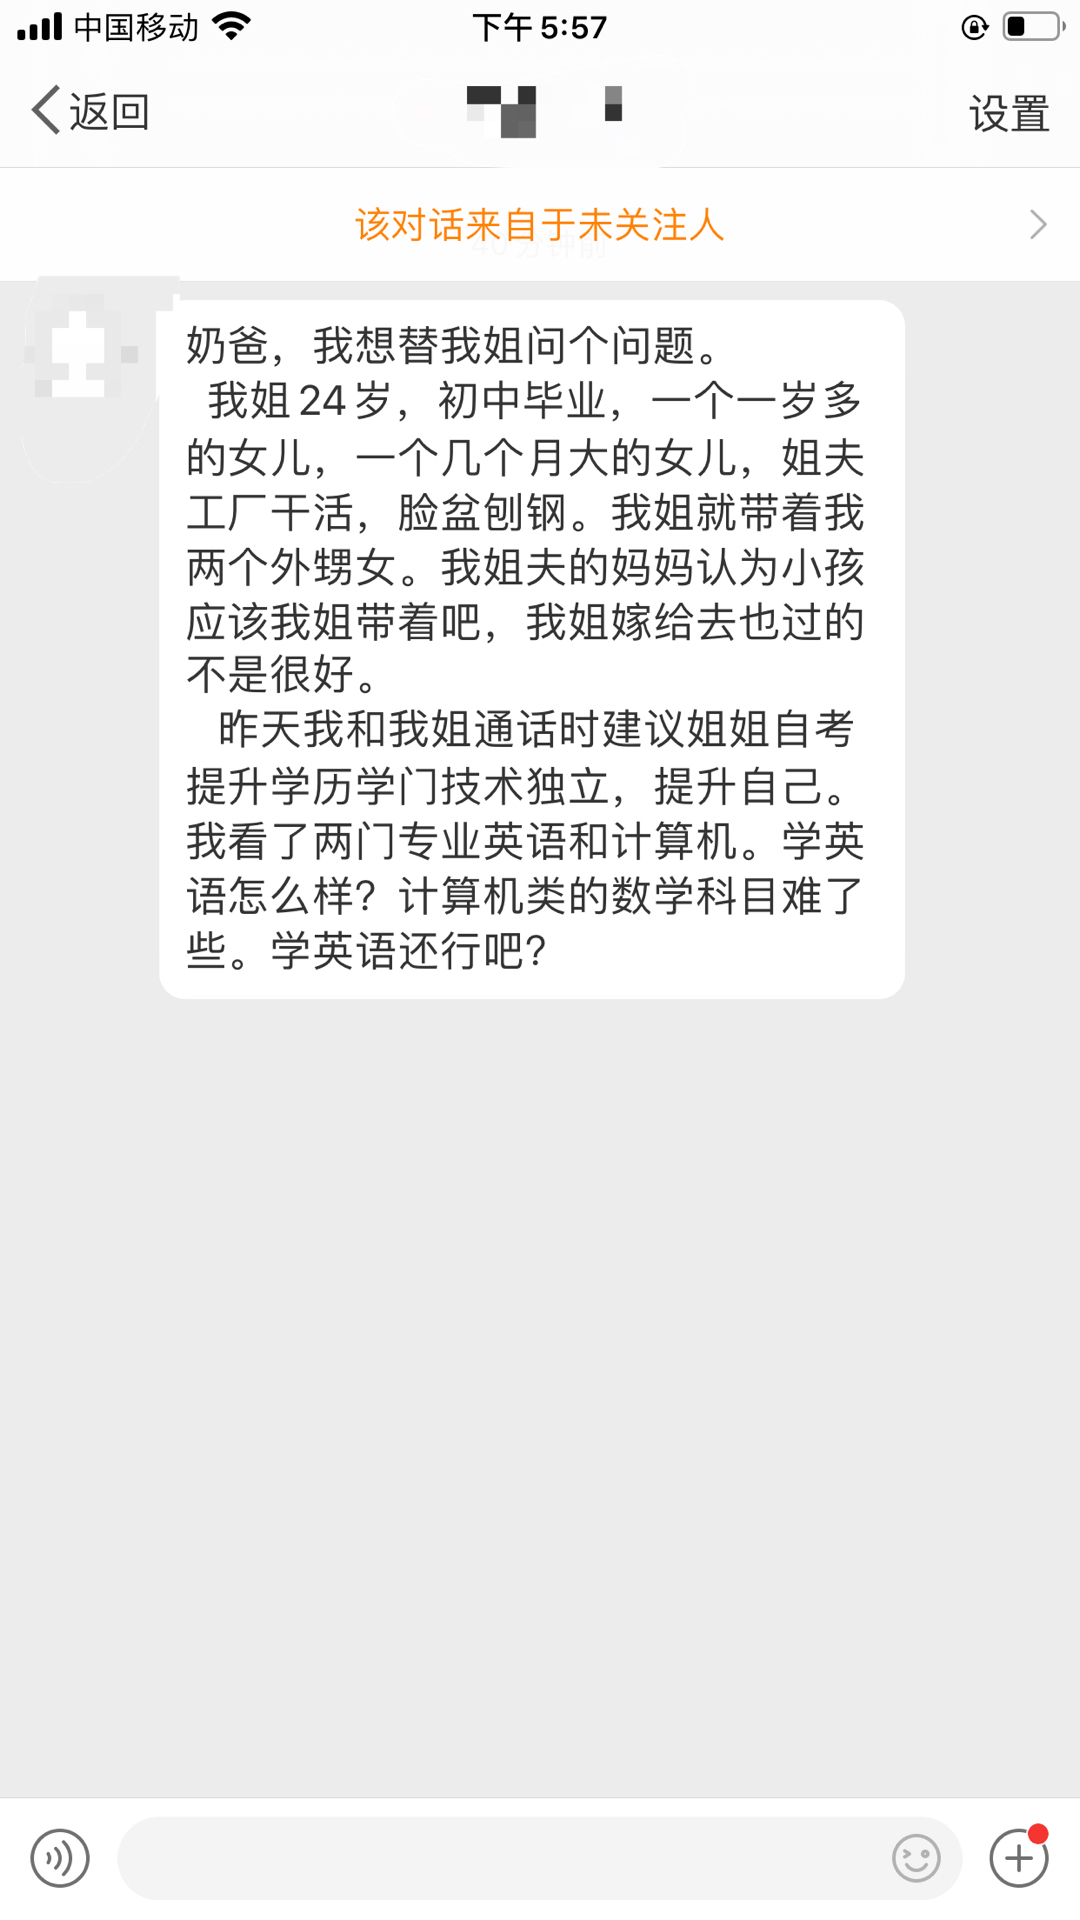 中国移动
下午 5:57
返回
设置
该对话来自于未关注人
40分钟前
奶爸，我想替我姐问个问题。
我姐24岁，初中毕业，一个一岁多
的女儿，一个几个月大的女儿，姐夫
工厂干活，脸盆刨钢。我姐就带着我
两个外甥女。我姐夫的妈妈认为小孩
应该我姐带着吧，我姐嫁给去也过的
不是很好。
昨天我和我姐通话时建议姐姐自考
提升学历学门技术独立，提升自己。
我看了两门专业英语和计算机。学英
语怎么样？计算机类的数学科目难了
些。学英语还行吧？